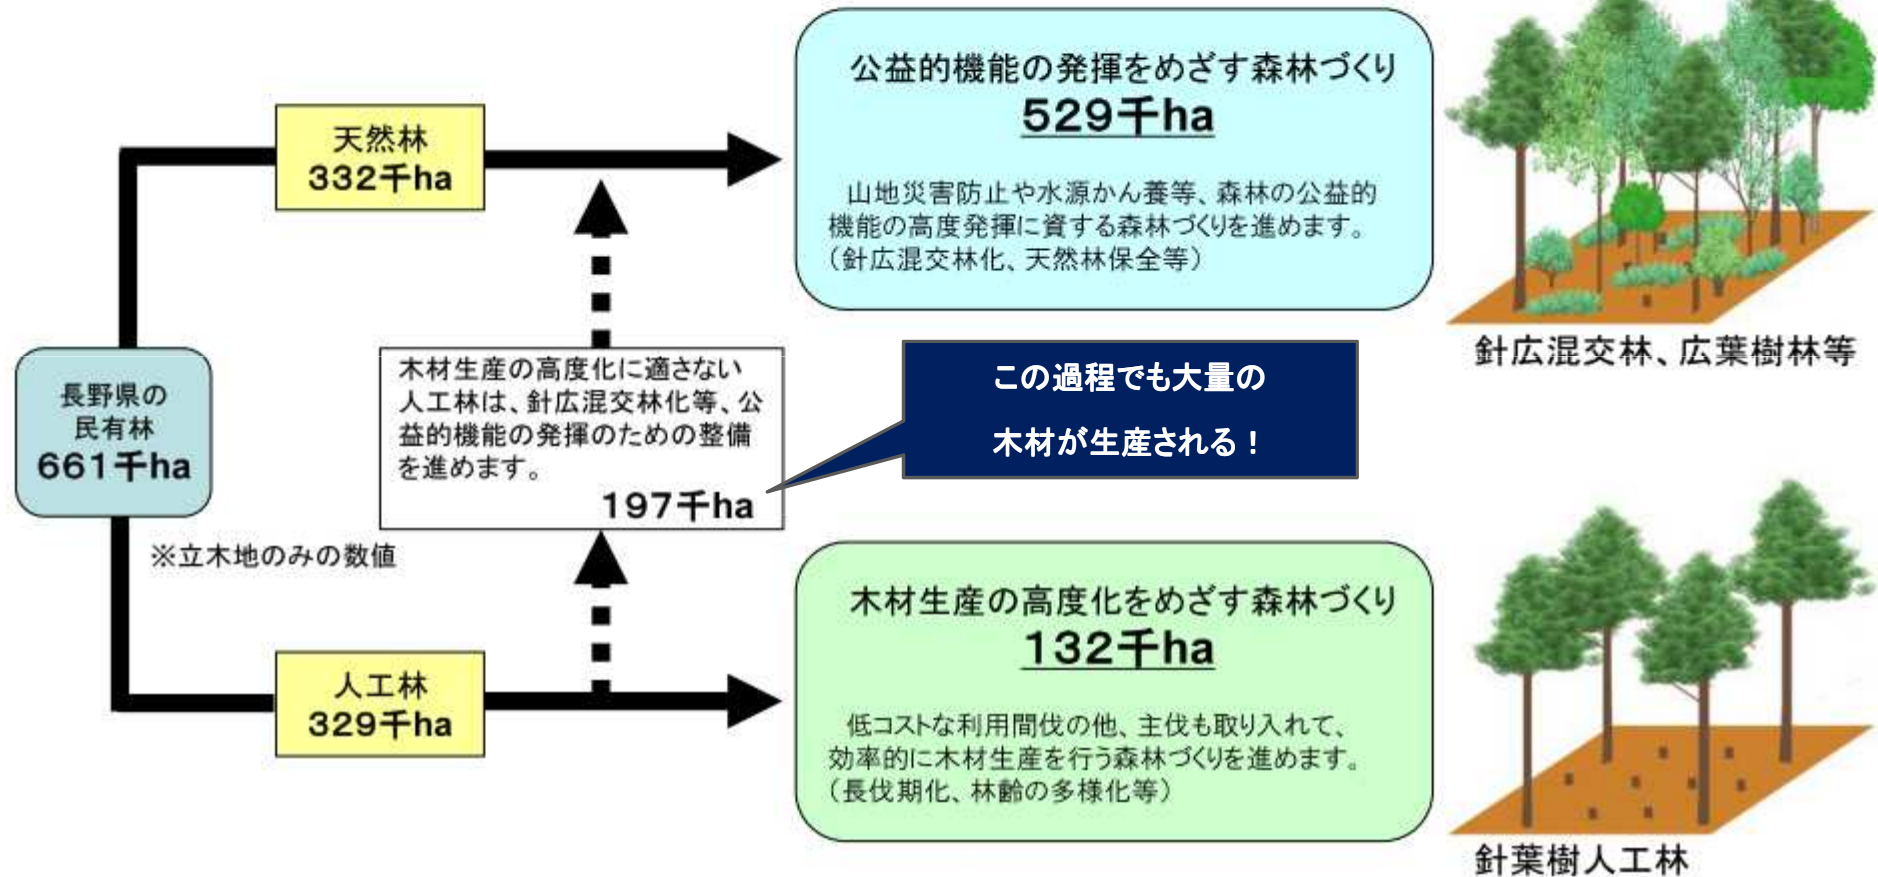 公益的機能の発揮をめざす森林づくり
529千ha
山地災害防止や水源かん養等、森林の公益的
機能の高度発揮に資する森林づくりを進めます。
（針広混交林化、天然林保全等）
天然林
332千ha
針広混交林、広葉樹林等
長野県の
民有林
661千ha
木材生産の高度化に適さない
人工林は、針広混交林化等、公
益的機能の発揮のための整備
を進めます。
197千ha
この過程でも大量の
木材が生産される！
※立木地のみの数値
人工林
329千ha
木材生産の高度化をめざす森林づくり
132千ha
低コストな利用間伐の他、主伐も取り入れて、
効率的に木材生産を行う森林づくりを進めます。
（長伐期化、林齢の多様化等）
針葉樹人工林